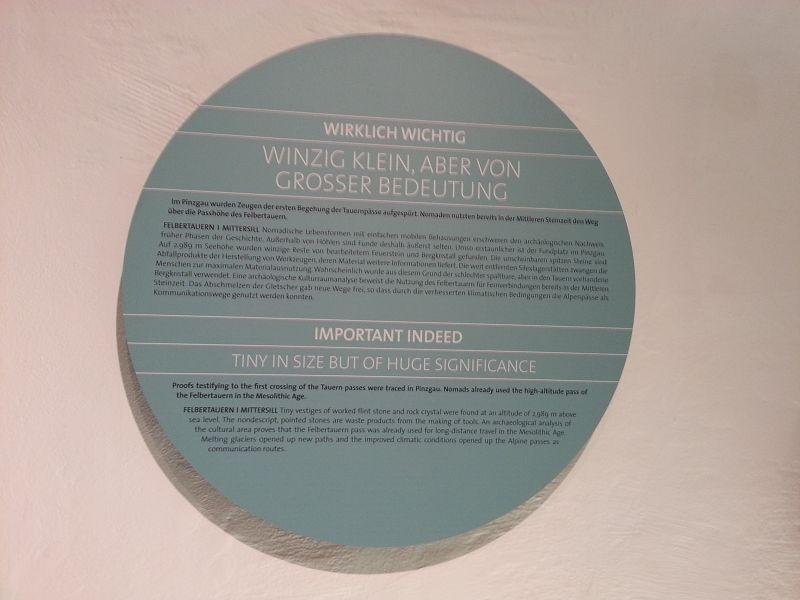 WIRKLICH WICHTIG
WINZIG KLEIN, ABER VON
GROSSER BEDEUTUNG
Im Pinzgau wurden Zeugen der ersten Begehung der Tauernpässe aufgespürt. Nomaden nutzten bereits in der Mittleren Steinzeit den Weg
über die Passhöhe des Felbertauern.
FELBERTAUERN I MITTERSILL Nomadische Lebensformen mit einfachen mobilen Behausungen erschweren den archäologischen Nachweis
früher Phasen der Geschichte. Außerhalb von Höhlen sind Funde deshalb äußerst selten. Umso erstaunlicher ist der Fundplatz im Pinzgau.
Auf 2.989 m Seehöhe wurden winzige Reste von bearbeitetem Feuerstein und Bergkristall gefunden. Die unscheinbaren spitzen Steine sind
Abfallprodukte der Herstellung von Werkzeugen, deren Material weitere Informationen liefert. Die weit entfernten Silexlagerstätten zwangen die
Menschen zur maximalen Materialausnutzung. Wahrscheinlich wurde aus diesem Grund der schlechter spaltbare, aber in den Tauern vorhandene
Bergkristall verwendet. Eine archäologische Kulturraumanalyse beweist die Nutzung des Felbertauern für Fernverbindungen bereits in der Mittleren
Steinzeit. Das Abschmelzen der Gletscher gab neue Wege frei, so dass durch die verbesserten klimatischen Bedingungen die Alpenpässe als
Kommunikationswege genutzt werden konnten.
IMPORTANT INDEED
TINY IN SIZE BUT OF HUGE SIGNIFICANCE
Proofs testifying to the first crossing of the Tauern passes were traced in Pinzgau. Nomads already used the high-altitude pass of
the Felbertauern in the Mesolithic Age.
FELBERTAUERN I MITTERSILL Tiny vestiges of worked flint stone and rock crystal were found at an altitude of 2,989 m above
sea level. The nondescript, pointed stones are waste products from the making of tools. An archaeological analysis of
the cultural area proves that the Felbertauern pass was already used for long-distance travel in the Mesolithic Age.
Melting glaciers opened up new paths and the improved climatic conditions opened up the Alpine passes as
communication routes.